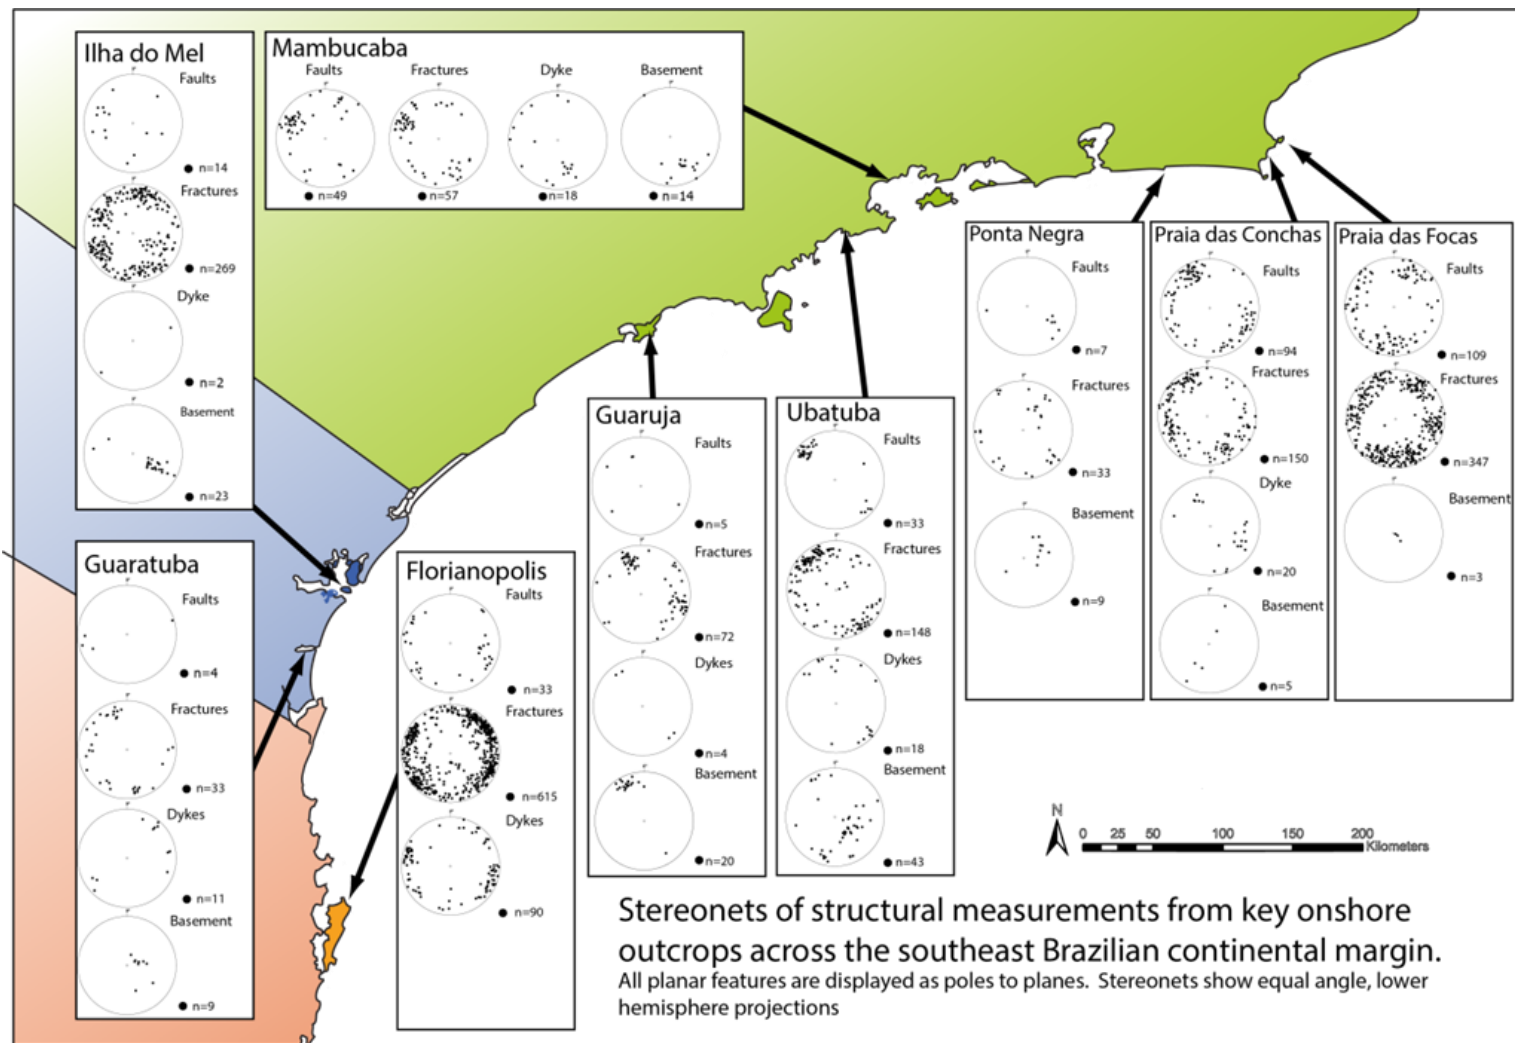 Ilha do Mel
Faults
n=14
Fractures
n=269
Dyke
n=2
Basement
n=23
Mambucaba
Faults
Fractures
Dyke
Basement
n=49
n=57
n=18
n=14
Ponta Negra
Faults
n=7
Fractures
n=33
Basement
n=9
Praia das Conchas
Faults
n=94
Fractures
n=150
Dyke
n=20
Basement
n=5
Praia das Focas
Faults
n=109
Fractures
n=347
Basement
n=3
Guaruja
Faults
n=5
Fractures
n=72
Dykes
n=4
Basement
n=20
Ubatuba
Faults
n=33
Fractures
n=148
Dykes
n=18
Basement
n=43
Guaratuba
Faults
n=4
Fractures
n=33
Dykes
n=11
Basement
n=9
Florianopolis
Faults
n=33
Fractures
n=615
Dykes
n=90
N
0 25 50 100 150 200
Kilometers
Stereonets of structural measurements from key onshore
outcrops across the southeast Brazilian continental margin.
All planar features are displayed as poles to planes. Stereonets show equal angle, lower
hemisphere projections